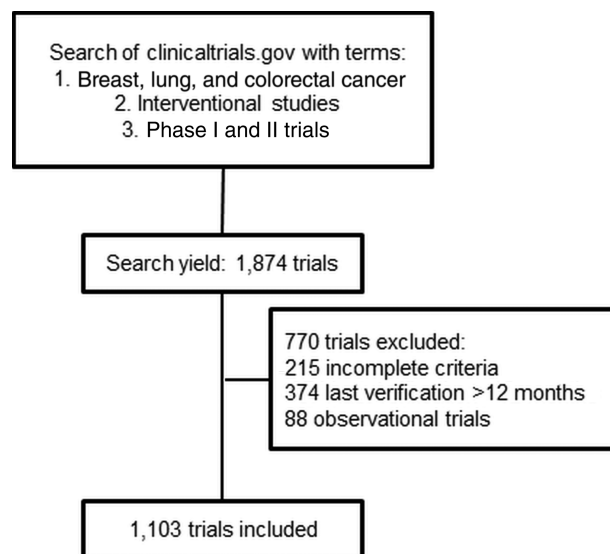 Search of clinicaltrials.gov with terms:
1. Breast, lung, and colorectal cancer
2. Interventional studies
3. Phase I and II trials
Search yield: 1,874 trials
770 trials excluded:
215 incomplete criteria
374 last verification >12 months
88 observational trials
1,103 trials included